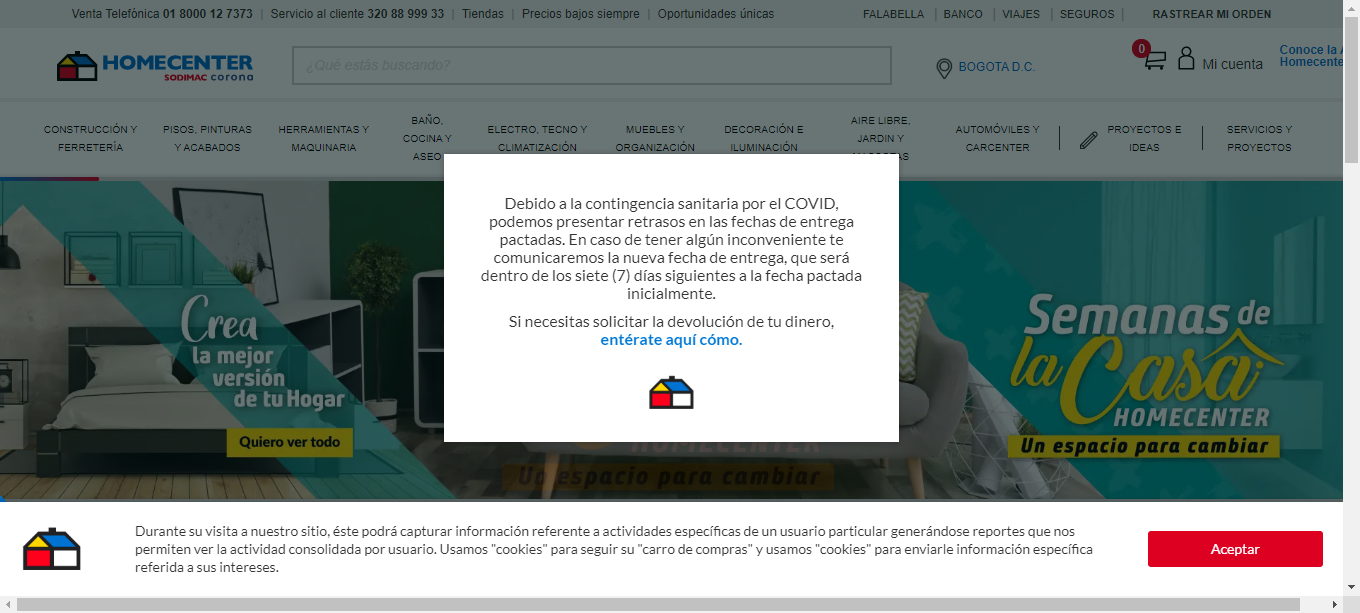 Venta Telefónica 01 8000 12 7373 | Servicio al cliente 320 88 999 33 | Tiendas | Precios bajos siempre | Oportunidades únicas
FALABELLA | BANCO | VIAJES | SEGUROS | RASTREAR MI ORDEN
HOMECENTER
SODIMAC corona
¿Qué estás buscando?
BOGOTA D.C.
0
Mi cuenta
Conoce la
Homecente
CONSTRUCCIÓN Y
FERRETERÍA
PISOS, PINTURAS
Y ACABADOS
HERRAMIENTAS Y
MAQUINARIA
BAÑO,
COCINA Y
ASEO
ELECTRO, TECNO Y
CLIMATIZACIÓN
MUEBLES Y
ORGANIZACIÓN
DECORACIÓN E
ILUMINACIÓN
AIRE LIBRE,
JARDIN Y
AUTOMÓVILES Y
CARCENTER
PROYECTOS E
IDEAS
SERVICIOS Y
PROYECTOS
Debido a la contingencia sanitaria por el COVID,
podemos presentar retrasos en las fechas de entrega
pactadas. En caso de tener algún inconveniente te
comunicaremos la nueva fecha de entrega, que será
dentro de los siete (7) días siguientes a la fecha pactada
inicialmente.
Si necesitas solicitar la devolución de tu dinero,
entérate aquí cómo.
Crea
la mejor
versión
de tu Hogar
Quiero ver todo
HOMECENTER
Un espacio para cambiar
Semanas de
la Casa
HOMECENTER
Un espacio para cambiar
Durante su visita a nuestro sitio, éste podrá capturar información referente a actividades específicas de un usuario particular generándose reportes que nos
permiten ver la actividad consolidada por usuario. Usamos "cookies" para seguir su "carro de compras" y usamos "cookies" para enviarle información específica
referida a sus intereses.
Aceptar